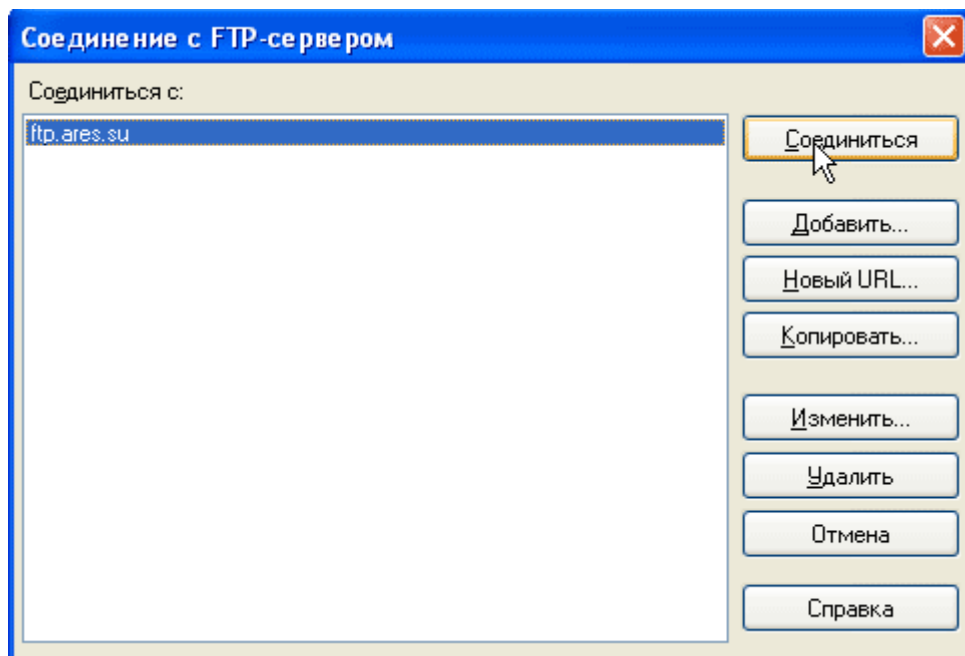 Соединение с FTP-сервером
Соединиться с:
ftp.ares.su
Соединиться
Добавить...
Новый URL...
Копировать...
Изменить...
Удалить
Отмена
Справка